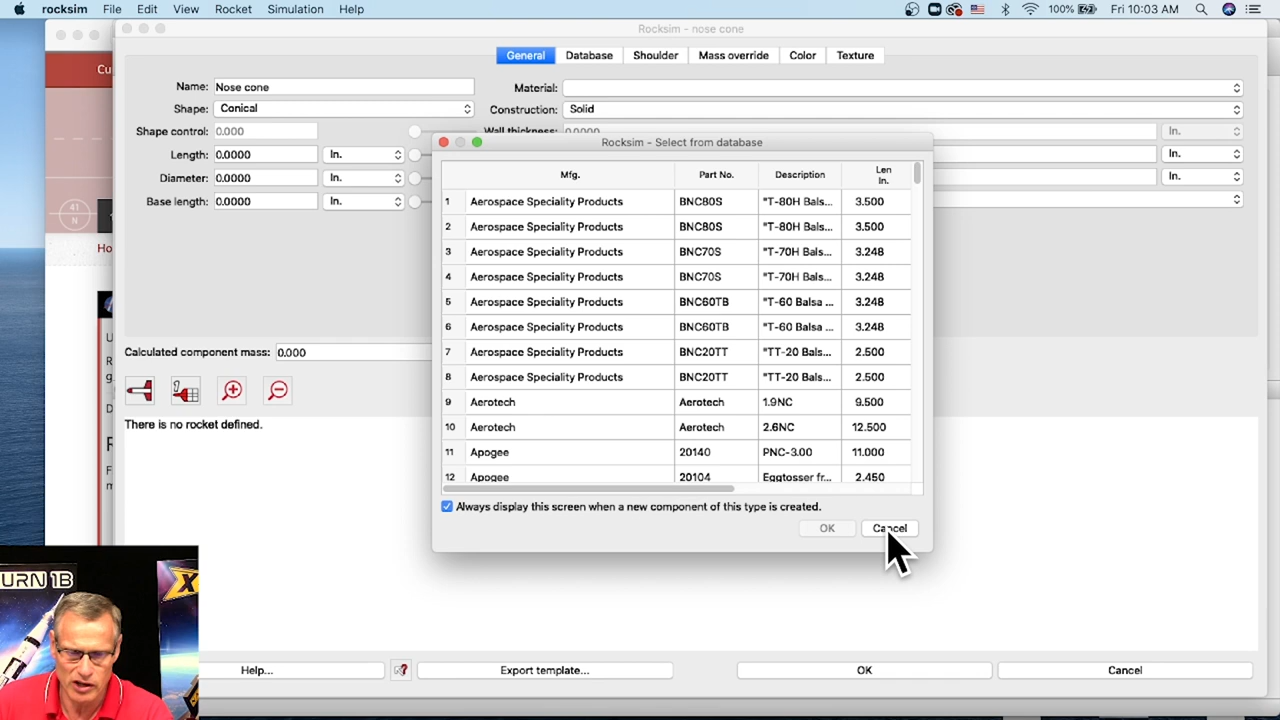 rocksim File Edit View Rocket Simulation Help 100% Fri 10:03 AM
Rocksim - nose cone
Cu
General Database Shoulder Mass override Color Texture
Name: Nose cone Material:
Shape: Conical Construction: Solid
Shape control: 0.000 Wall thickness: 0.0000 In.
Length: 0.0000 In. In.
Diameter: 0.0000 In. In.
Base length: 0.0000 In.
41
N
Ho
Rocksim - Select from database
Mfg. Part No. Description Len In.
1 Aerospace Speciality Products BNC80S "T-80H Bals... 3.500
2 Aerospace Speciality Products BNC80S "T-80H Bals... 3.500
3 Aerospace Speciality Products BNC70S "T-70H Bals... 3.248
4 Aerospace Speciality Products BNC70S "T-70H Bals... 3.248
5 Aerospace Speciality Products BNC60TB "T-60 Balsa ... 3.248
6 Aerospace Speciality Products BNC60TB "T-60 Balsa ... 3.248
7 Aerospace Speciality Products BNC20TT "TT-20 Bals... 2.500
8 Aerospace Speciality Products BNC20TT "TT-20 Bals... 2.500
9 Aerotech Aerotech 1.9NC 9.500
10 Aerotech Aerotech 2.6NC 12.500
11 Apogee 20140 PNC-3.00 11.000
12 Apogee 20104 Eggtosser fr... 2.450
Always display this screen when a new component of this type is created.
OK Cancel
Calculated component mass: 0.000
There is no rocket defined.
URN 1B
X
Help... Export template... OK Cancel